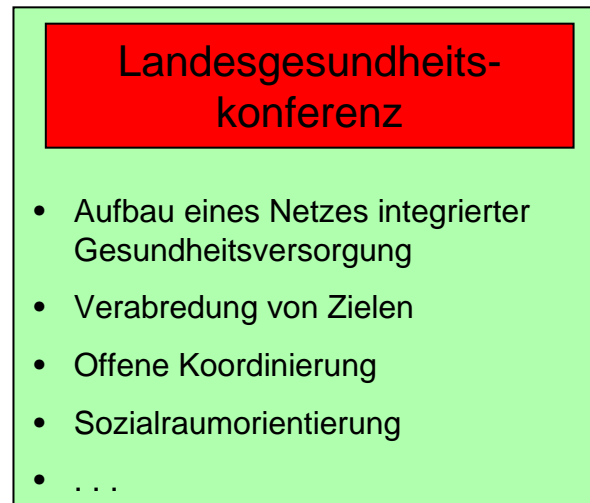 Landesgesundheits-
konferenz
• Aufbau eines Netzes integrierter
Gesundheitsversorgung
• Verabredung von Zielen
• Offene Koordinierung
• Sozialraumorientierung
• . . .